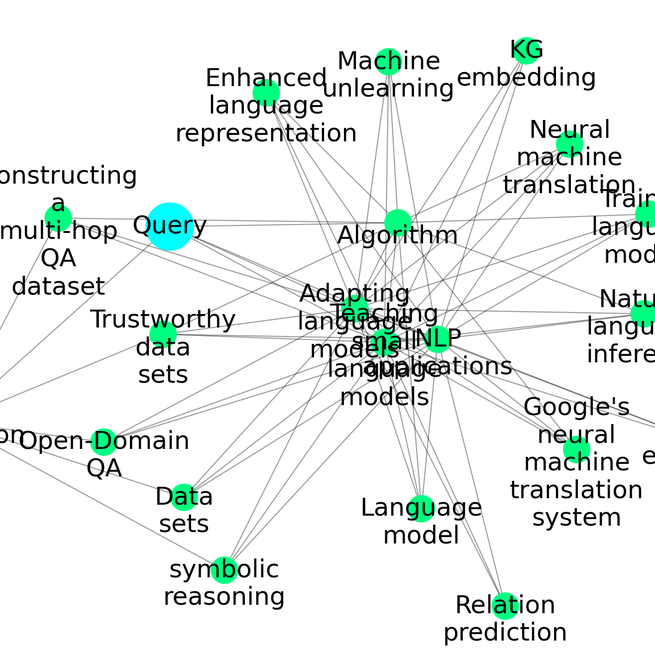 Machine
unlearning
KG
embedding
Enhanced
language
representation
Neural
machine
translation
onstructing
a
multi-hop
QA
dataset
Query
Algorithm
Train
langu
mod
Adapting
language
models
Teaching
small
language
models
NLP
applications
Natu
langu
infere
Trustworthy
data
sets
on
Open-Domain
QA
Google's
neural
machine
translation
system
e
Data
sets
Language
model
symbolic
reasoning
Relation
prediction